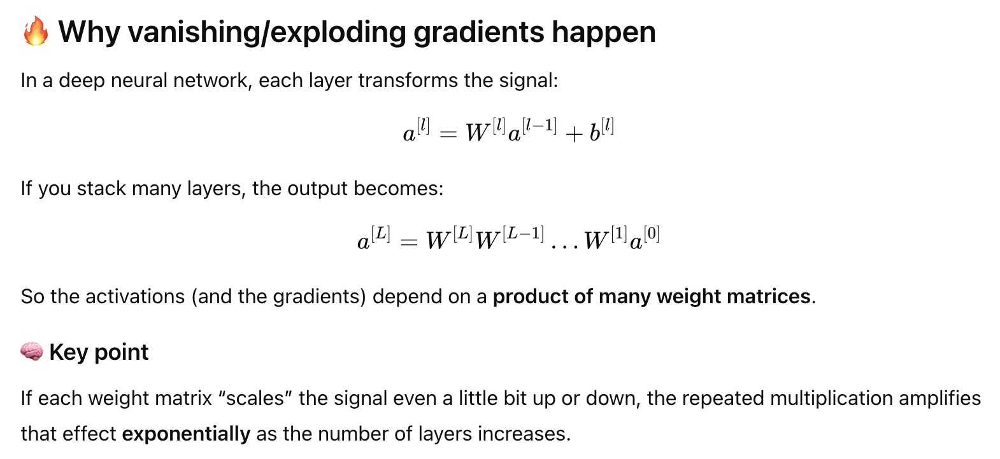 🔥 Why vanishing/exploding gradients happen
In a deep neural network, each layer transforms the signal:
a^{[l]} = W^{[l]}a^{[l−1]} + b^{[l]}
If you stack many layers, the output becomes:
a^{[L]} = W^{[L]}W^{[L−1]} … W^{[1]}a^{[0]}
So the activations (and the gradients) depend on a product of many weight matrices.
🧠 Key point
If each weight matrix “scales” the signal even a little bit up or down, the repeated multiplication amplifies
that effect exponentially as the number of layers increases.